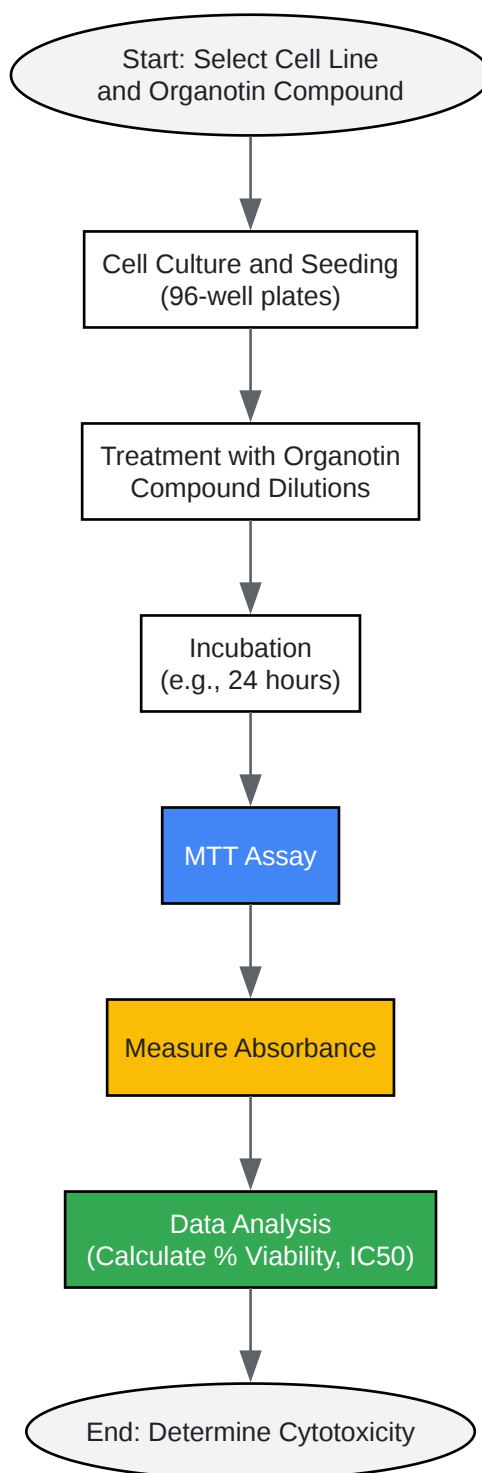 Start: Select Cell Line
and Organotin Compound
Cell Culture and Seeding
(96-well plates)
Treatment with Organotin
Compound Dilutions
Incubation
(e.g., 24 hours)
MTT Assay
Measure Absorbance
Data Analysis
(Calculate % Viability, IC50)
End: Determine Cytotoxicity